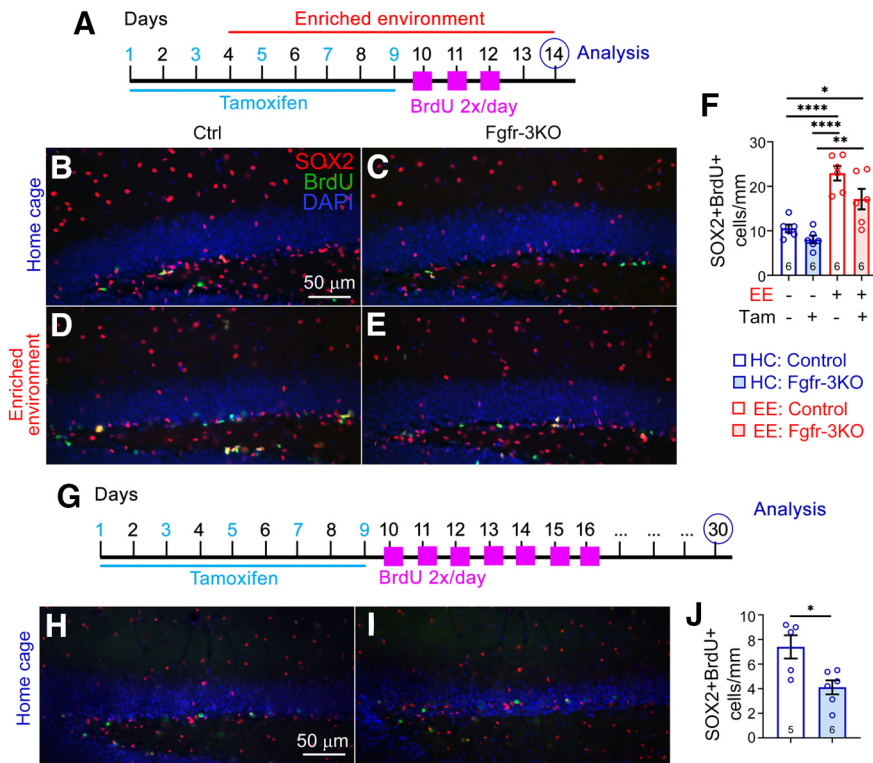 A
Days
Enriched environment
1 2 3 4 5 6 7 8 9 10 11 12 13 14
Analysis
Tamoxifen
BrdU 2x/day
Ctrl
Fgfr-3KO
Home cage
B
SOX2
BrdU
DAPI
50 μm
C
Enriched
environment
D
E
F
SOX2+BrdU+
cells/mm
*
****
****
**
30
20
10
0
6 6 6 6
EE - - + +
Tam - + - +
HC: Control
HC: Fgfr-3KO
EE: Control
EE: Fgfr-3KO
G
Days
1 2 3 4 5 6 7 8 9 10 11 12 13 14 15 16 ... ... ... 30
Analysis
Tamoxifen
BrdU 2x/day
Home cage
H
50 μm
I
J
SOX2+BrdU+
cells/mm
*
10
8
6
4
2
0
5 6